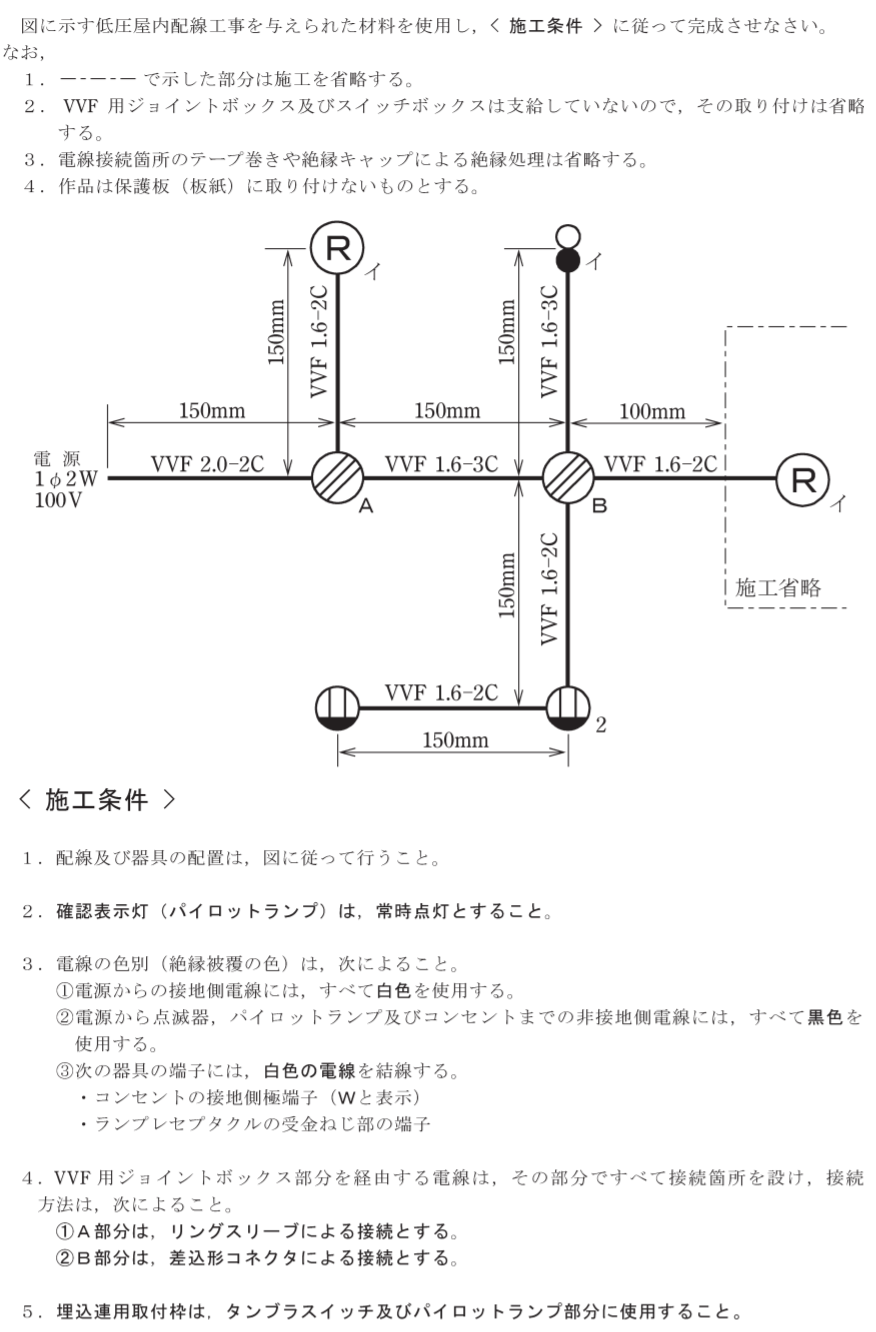 図に示す低圧屋内配線工事を与えられた材料を使用し，< 施工条件 > に従って完成させなさい。
なお，
１．—-—-— で示した部分は施工を省略する。
２．VVF 用ジョイントボックス及びスイッチボックスは支給していないので，その取り付けは省略
する。
３．電線接続箇所のテープ巻きや絶縁キャップによる絶縁処理は省略する。
４．作品は保護板（板紙）に取り付けないものとする。
R
イ
イ
150mm
VVF 1.6-2C
150mm
VVF 1.6-3C
150mm
150mm
100mm
電 源
1φ2W
100V
VVF 2.0-2C
A
VVF 1.6-3C
B
VVF 1.6-2C
R
イ
150mm
VVF 1.6-2C
施工省略
VVF 1.6-2C
2
150mm
< 施工条件 >
１．配線及び器具の配置は，図に従って行うこと。
２．確認表示灯（パイロットランプ）は，常時点灯とすること。
３．電線の色別（絶縁被覆の色）は，次によること。
①電源からの接地側電線には，すべて白色を使用する。
②電源から点滅器，パイロットランプ及びコンセントまでの非接地側電線には，すべて黒色を
使用する。
③次の器具の端子には，白色の電線を結線する。
・コンセントの接地側極端子（Wと表示）
・ランプレセプタクルの受金ねじ部の端子
４．VVF 用ジョイントボックス部分を経由する電線は，その部分ですべて接続箇所を設け，接続
方法は，次によること。
①A部分は，リングスリーブによる接続とする。
②B部分は，差込形コネクタによる接続とする。
５．埋込連用取付枠は，タンブラスイッチ及びパイロットランプ部分に使用すること。